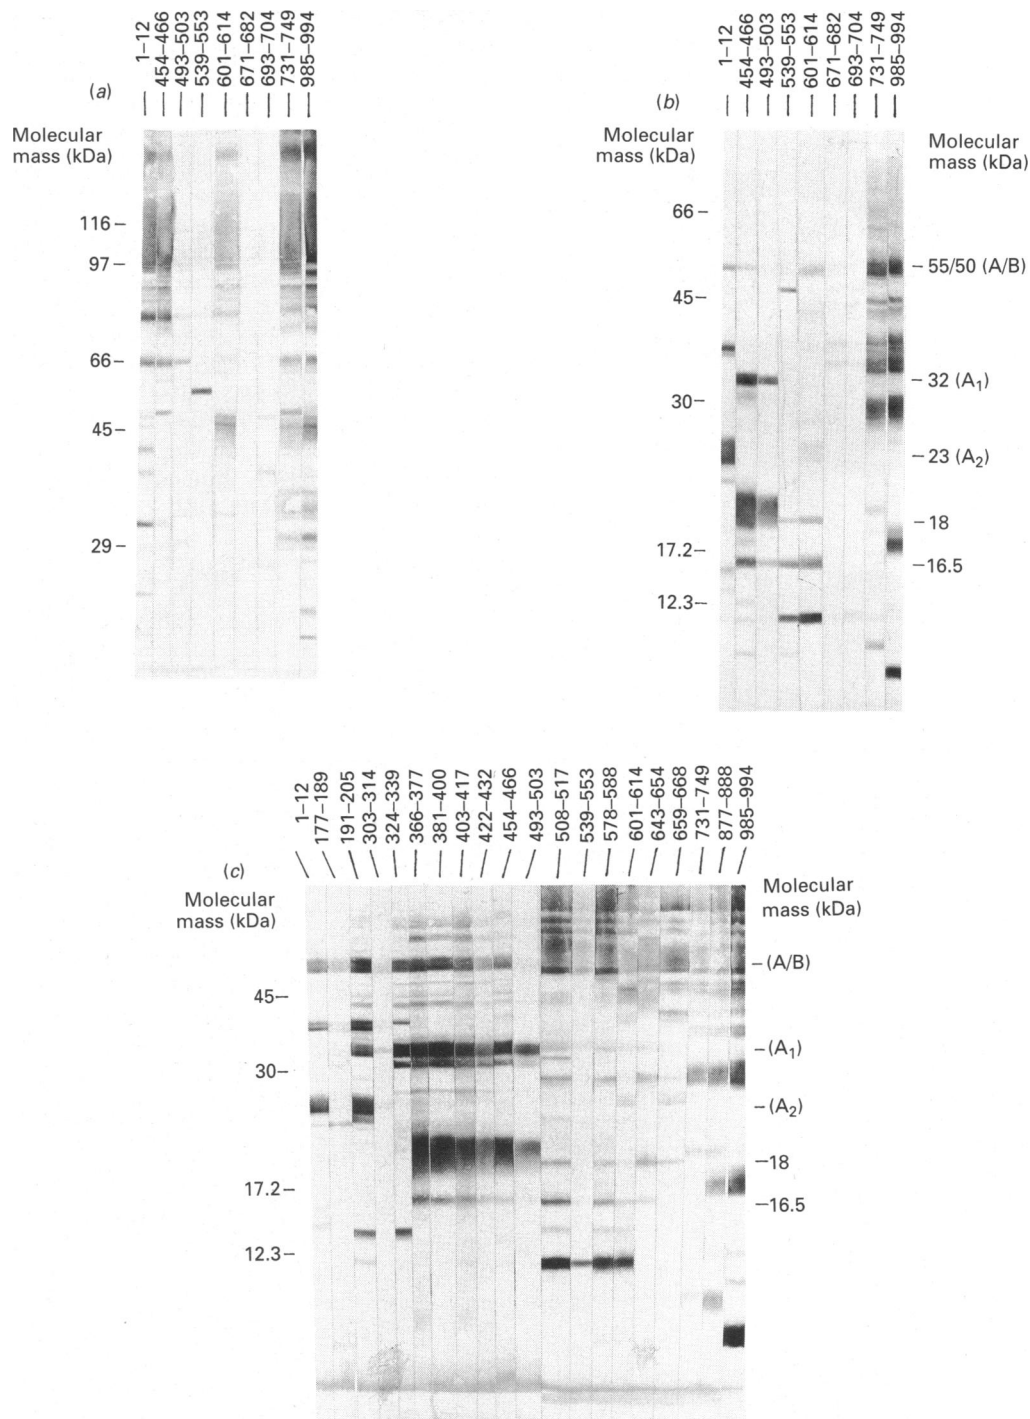 (a)
1–12
454–466
493–503
539–553
601–614
671–682
693–704
731–749
985–994
Molecular
mass (kDa)
116–
97–
66–
45–
29–
(b)
1–12
454–466
493–503
539–553
601–614
671–682
693–704
731–749
985–994
Molecular
mass (kDa)
66–
45–
30–
17.2–
12.3–
Molecular
mass (kDa)
–55/50 (A/B)
–32 (A₁)
–23 (A₂)
–18
–16.5
(c)
1–12
177–189
191–205
303–314
324–339
366–377
381–400
403–417
422–432
454–466
493–503
508–517
539–553
578–588
601–614
643–654
659–668
731–749
877–888
985–994
Molecular
mass (kDa)
45–
30–
17.2–
12.3–
Molecular
mass (kDa)
–(A/B)
–(A₁)
–(A₂)
–18
–16.5